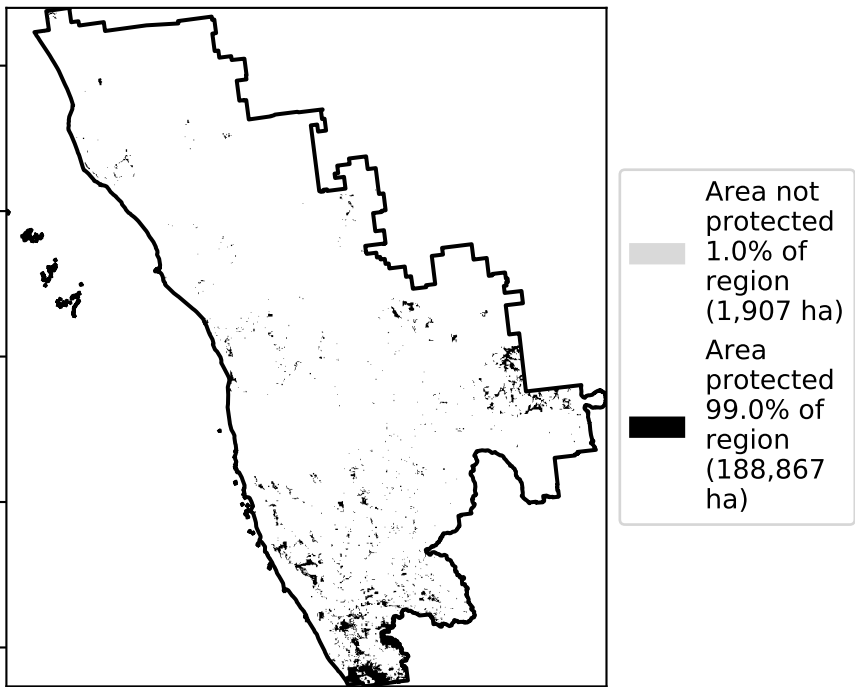 Area not
protected
1.0% of
region
(1,907 ha)
Area
protected
99.0% of
region
(188,867
ha)